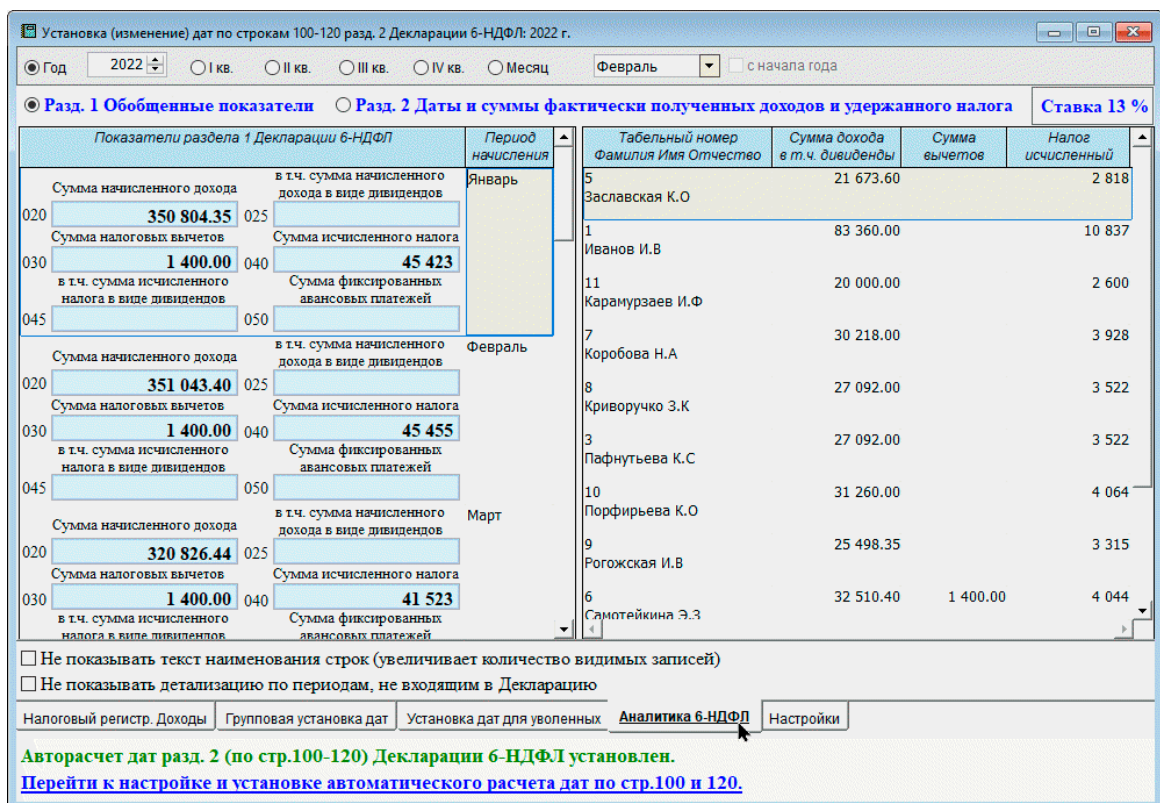 Установка (изменение) дат по строкам 100-120 разд. 2 Декларации 6-НДФЛ: 2022 г.
Год 2022 I кв. II кв. III кв. IV кв. Месяц Февраль с начала года
Разд. 1 Обобщенные показатели Разд. 2 Даты и суммы фактически полученных доходов и удержанного налога Ставка 13 %
Показатели раздела 1 Декларации 6-НДФЛ Период начисления
Сумма начисленного дохода в т.ч. сумма начисленного дохода в виде дивидендов Январь
020 350 804.35 025
Сумма налоговых вычетов Сумма исчисленного налога
030 1 400.00 040 45 423
в т.ч. сумма исчисленного налога в виде дивидендов Сумма фиксированных авансовых платежей
045 050
Сумма начисленного дохода в т.ч. сумма начисленного дохода в виде дивидендов Февраль
020 351 043.40 025
Сумма налоговых вычетов Сумма исчисленного налога
030 1 400.00 040 45 455
в т.ч. сумма исчисленного налога в виде дивидендов Сумма фиксированных авансовых платежей
045 050
Сумма начисленного дохода в т.ч. сумма начисленного дохода в виде дивидендов Март
020 320 826.44 025
Сумма налоговых вычетов Сумма исчисленного налога
030 1 400.00 040 41 523
в т.ч. сумма исчисленного налога в виде дивидендов Сумма фиксированных авансовых платежей
Табельный номер Сумма дохода Сумма Налог
Фамилия Имя Отчество в т.ч. дивиденды вычетов исчисленный
5 21 673.60 2 818
Заславская К.О
1 83 360.00 10 837
Иванов И.В
11 20 000.00 2 600
Карамурзаев И.Ф
7 30 218.00 3 928
Коробова Н.А
8 27 092.00 3 522
Криворучко З.К
3 27 092.00 3 522
Пафнутьева К.С
10 31 260.00 4 064
Порфирьева К.О
9 25 498.35 3 315
Рогожская И.В
6 32 510.40 1 400.00 4 044
Самотейкина Э.З
Не показывать текст наименования строк (увеличивает количество видимых записей)
Не показывать детализацию по периодам, не входящим в Декларацию
Налоговый регистр. Доходы Групповая установка дат Установка дат для уволенных Аналитика 6-НДФЛ Настройки
Авторасчет дат разд. 2 (по стр.100-120) Декларации 6-НДФЛ установлен.
Перейти к настройке и установке автоматического расчета дат по стр.100 и 120.